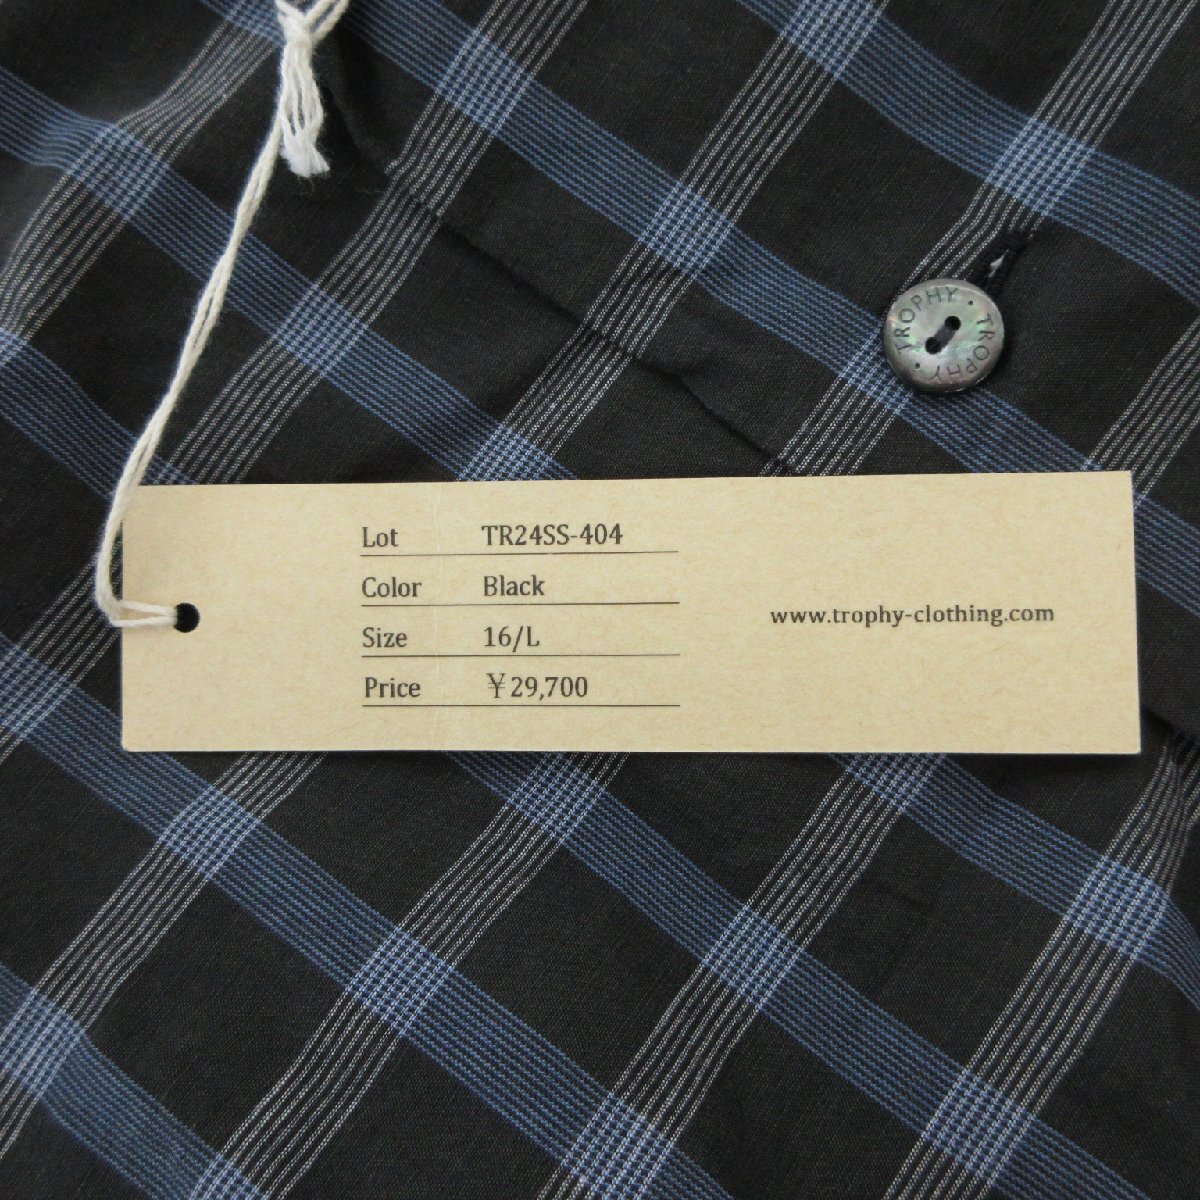 TROPHY · TROPHY ·
Lot TR24SS-404
Color Black
Size 16/L
Price ￥29,700
www.trophy-clothing.com